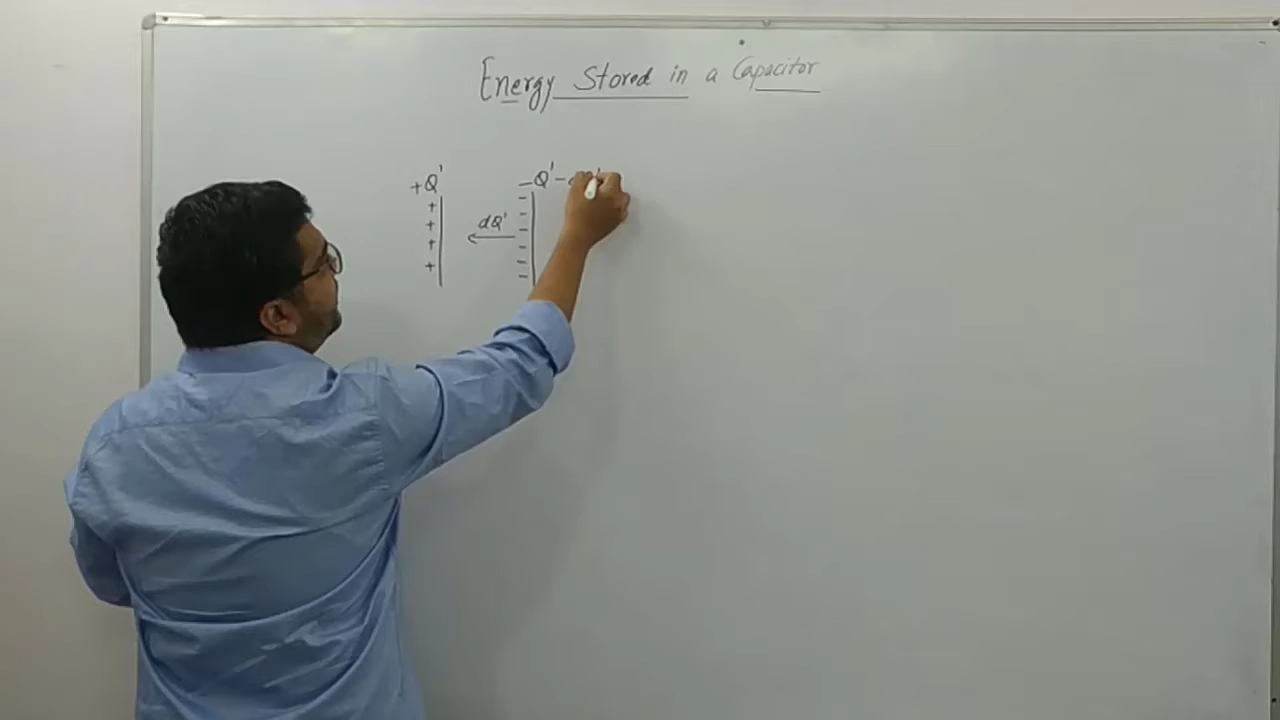 Energy Stored in a Capacitor
+Q' -Q'-
+ -
+ dQ' -
+ -
+ -
-
-